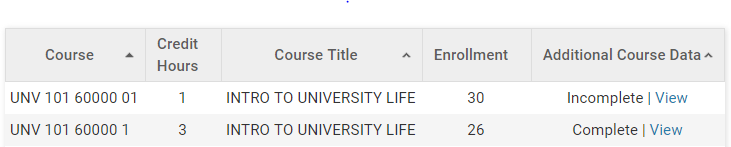 Course Credit Hours Course Title Enrollment Additional Course Data
UNV 101 60000 01 1 INTRO TO UNIVERSITY LIFE 30 Incomplete | View
UNV 101 60000 1 3 INTRO TO UNIVERSITY LIFE 26 Complete | View